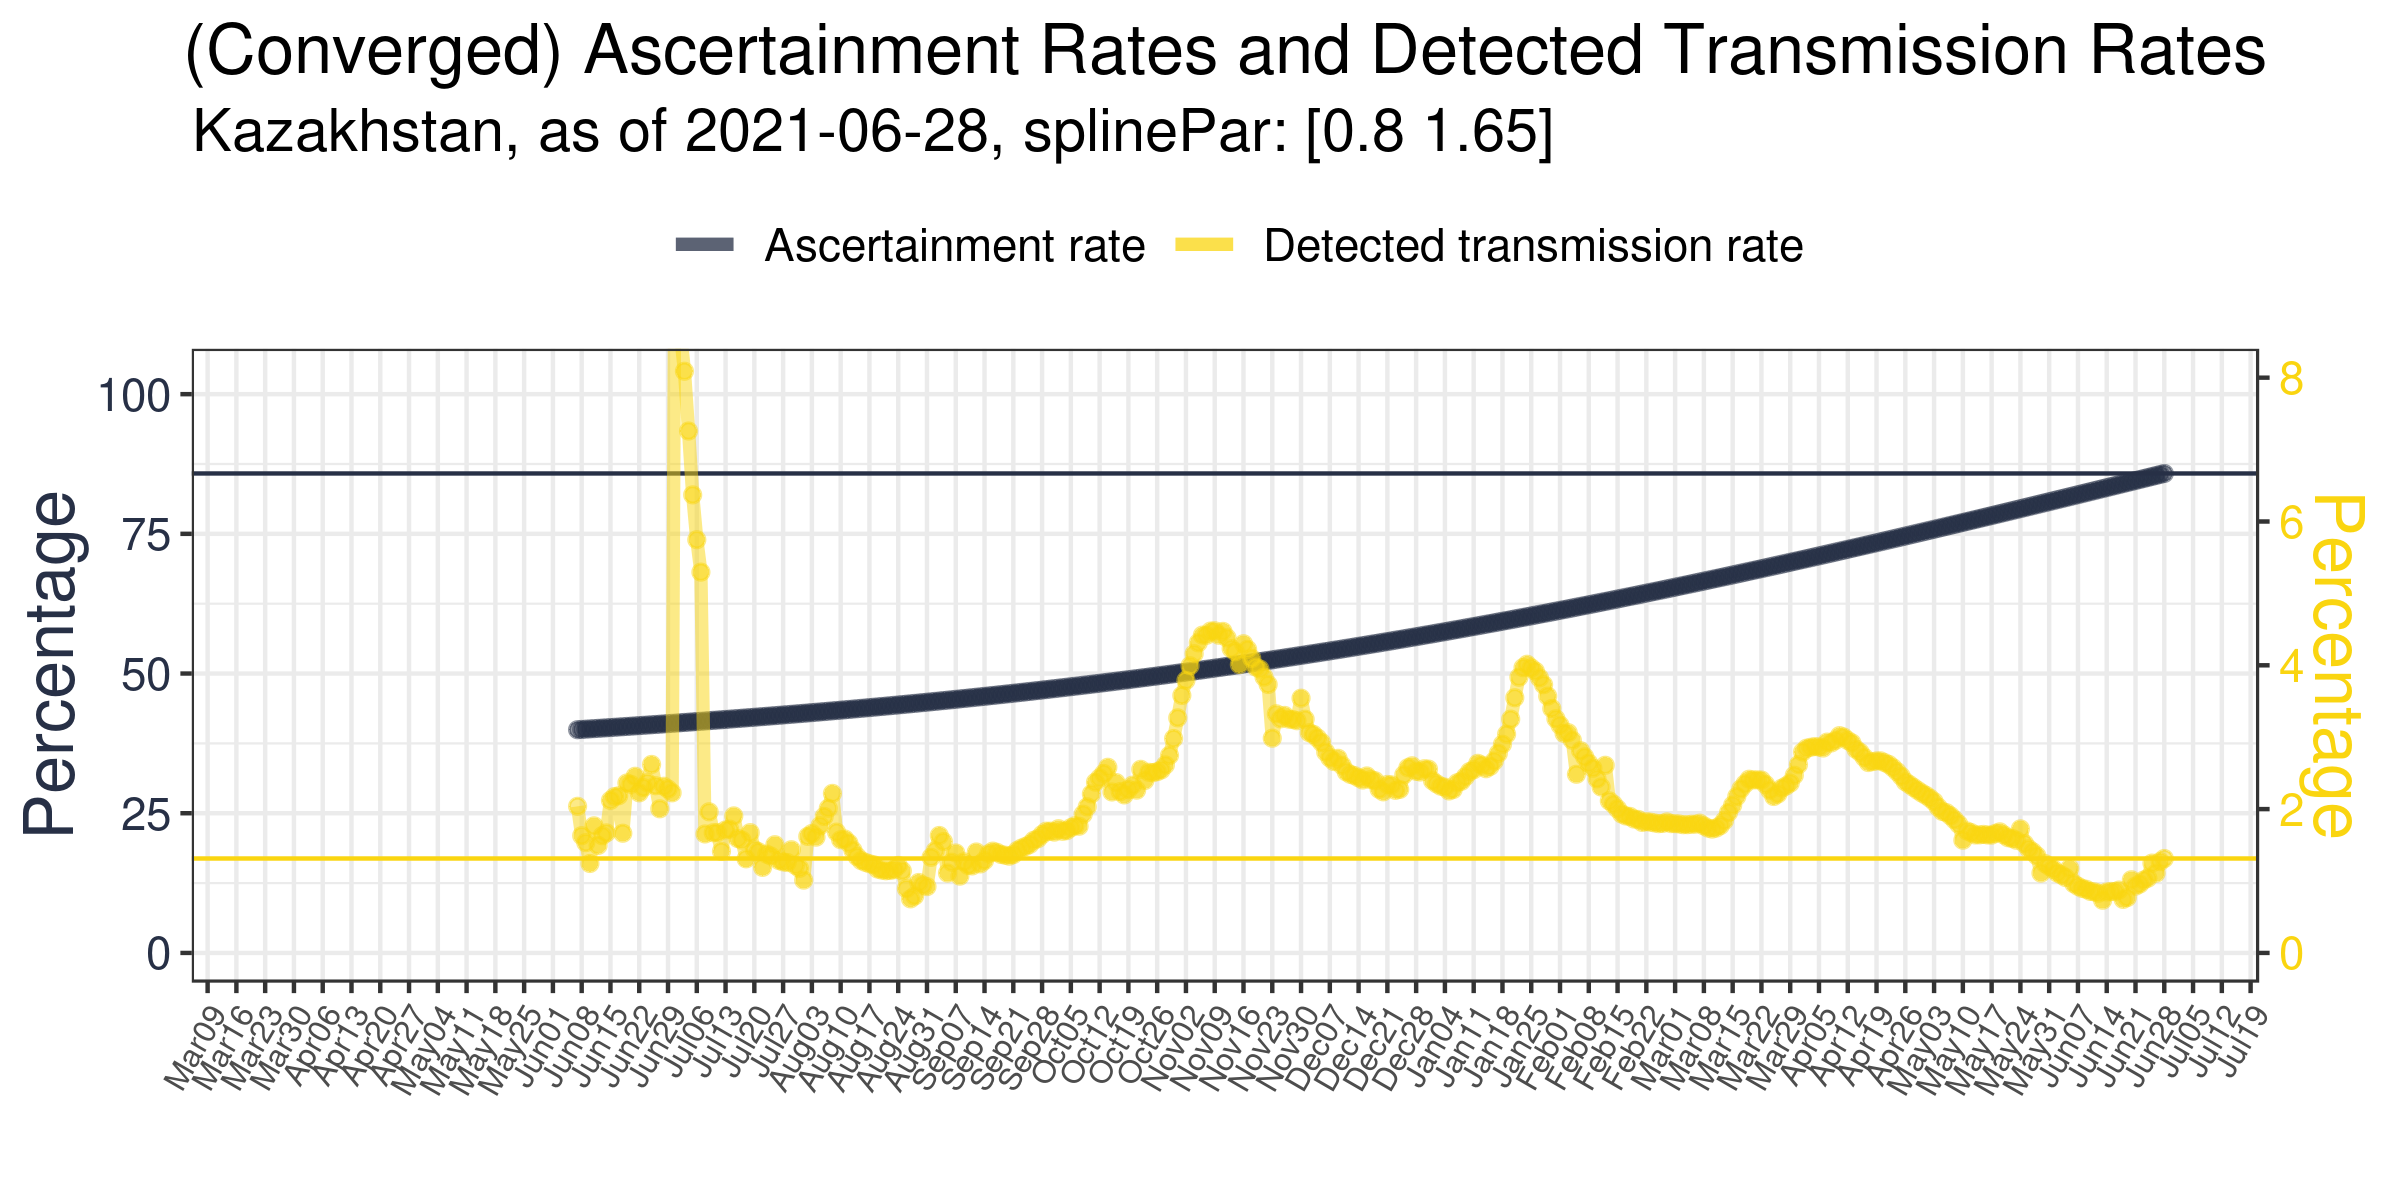 (Converged) Ascertainment Rates and Detected Transmission Rates
Kazakhstan, as of 2021-06-28, splinePar: [0.8 1.65]
Ascertainment rate Detected transmission rate
Percentage
100
75
50
25
0
8
6
4
2
0
Percentage
Mar09 Mar16 Mar23 Mar30 Apr06 Apr13 Apr20 Apr27 May04 May11 May18 May25 Jun01 Jun08 Jun15 Jun22 Jun29 Jul06 Jul13 Jul20 Jul27 Aug03 Aug10 Aug17 Aug24 Aug31 Sep07 Sep14 Sep21 Sep28 Oct05 Oct12 Oct19 Oct26 Nov02 Nov09 Nov16 Nov23 Nov30 Dec07 Dec14 Dec21 Dec28 Jan04 Jan11 Jan18 Jan25 Feb01 Feb08 Feb15 Feb22 Mar01 Mar08 Mar15 Mar22 Mar29 Apr05 Apr12 Apr19 Apr26 May03 May10 May17 May24 May31 Jun07 Jun14 Jun21 Jun28 Jul05 Jul12 Jul19